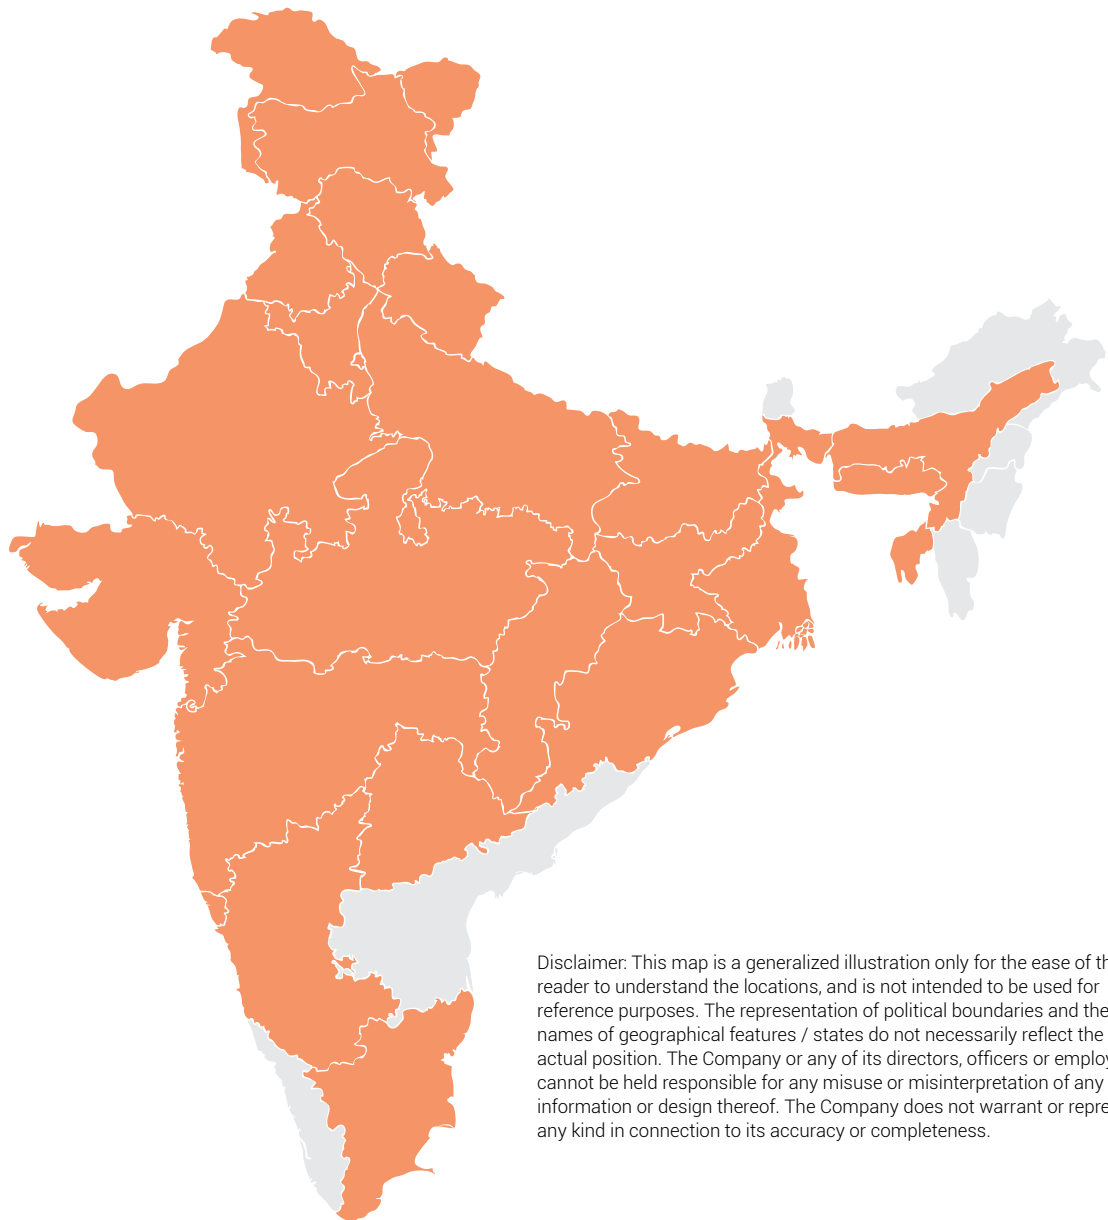 Disclaimer: This map is a generalized illustration only for the ease of th
reader to understand the locations, and is not intended to be used for
reference purposes. The representation of political boundaries and the
names of geographical features / states do not necessarily reflect the
actual position. The Company or any of its directors, officers or employ
cannot be held responsible for any misuse or misinterpretation of any
information or design thereof. The Company does not warrant or repre
any kind in connection to its accuracy or completeness.